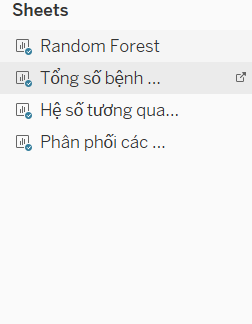 Sheets
Random Forest
Tổng số bệnh ...
Hệ số tương qua...
Phân phối các ...